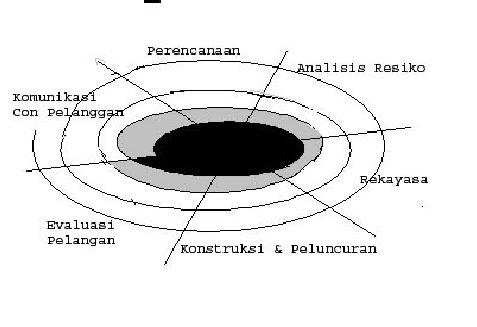 Perencanaan
Analisis Resiko
Komunikasi
Con Pelanggan
Rekayasa
Evaluasi
Pelangan
Konstruksi & Peluncuran